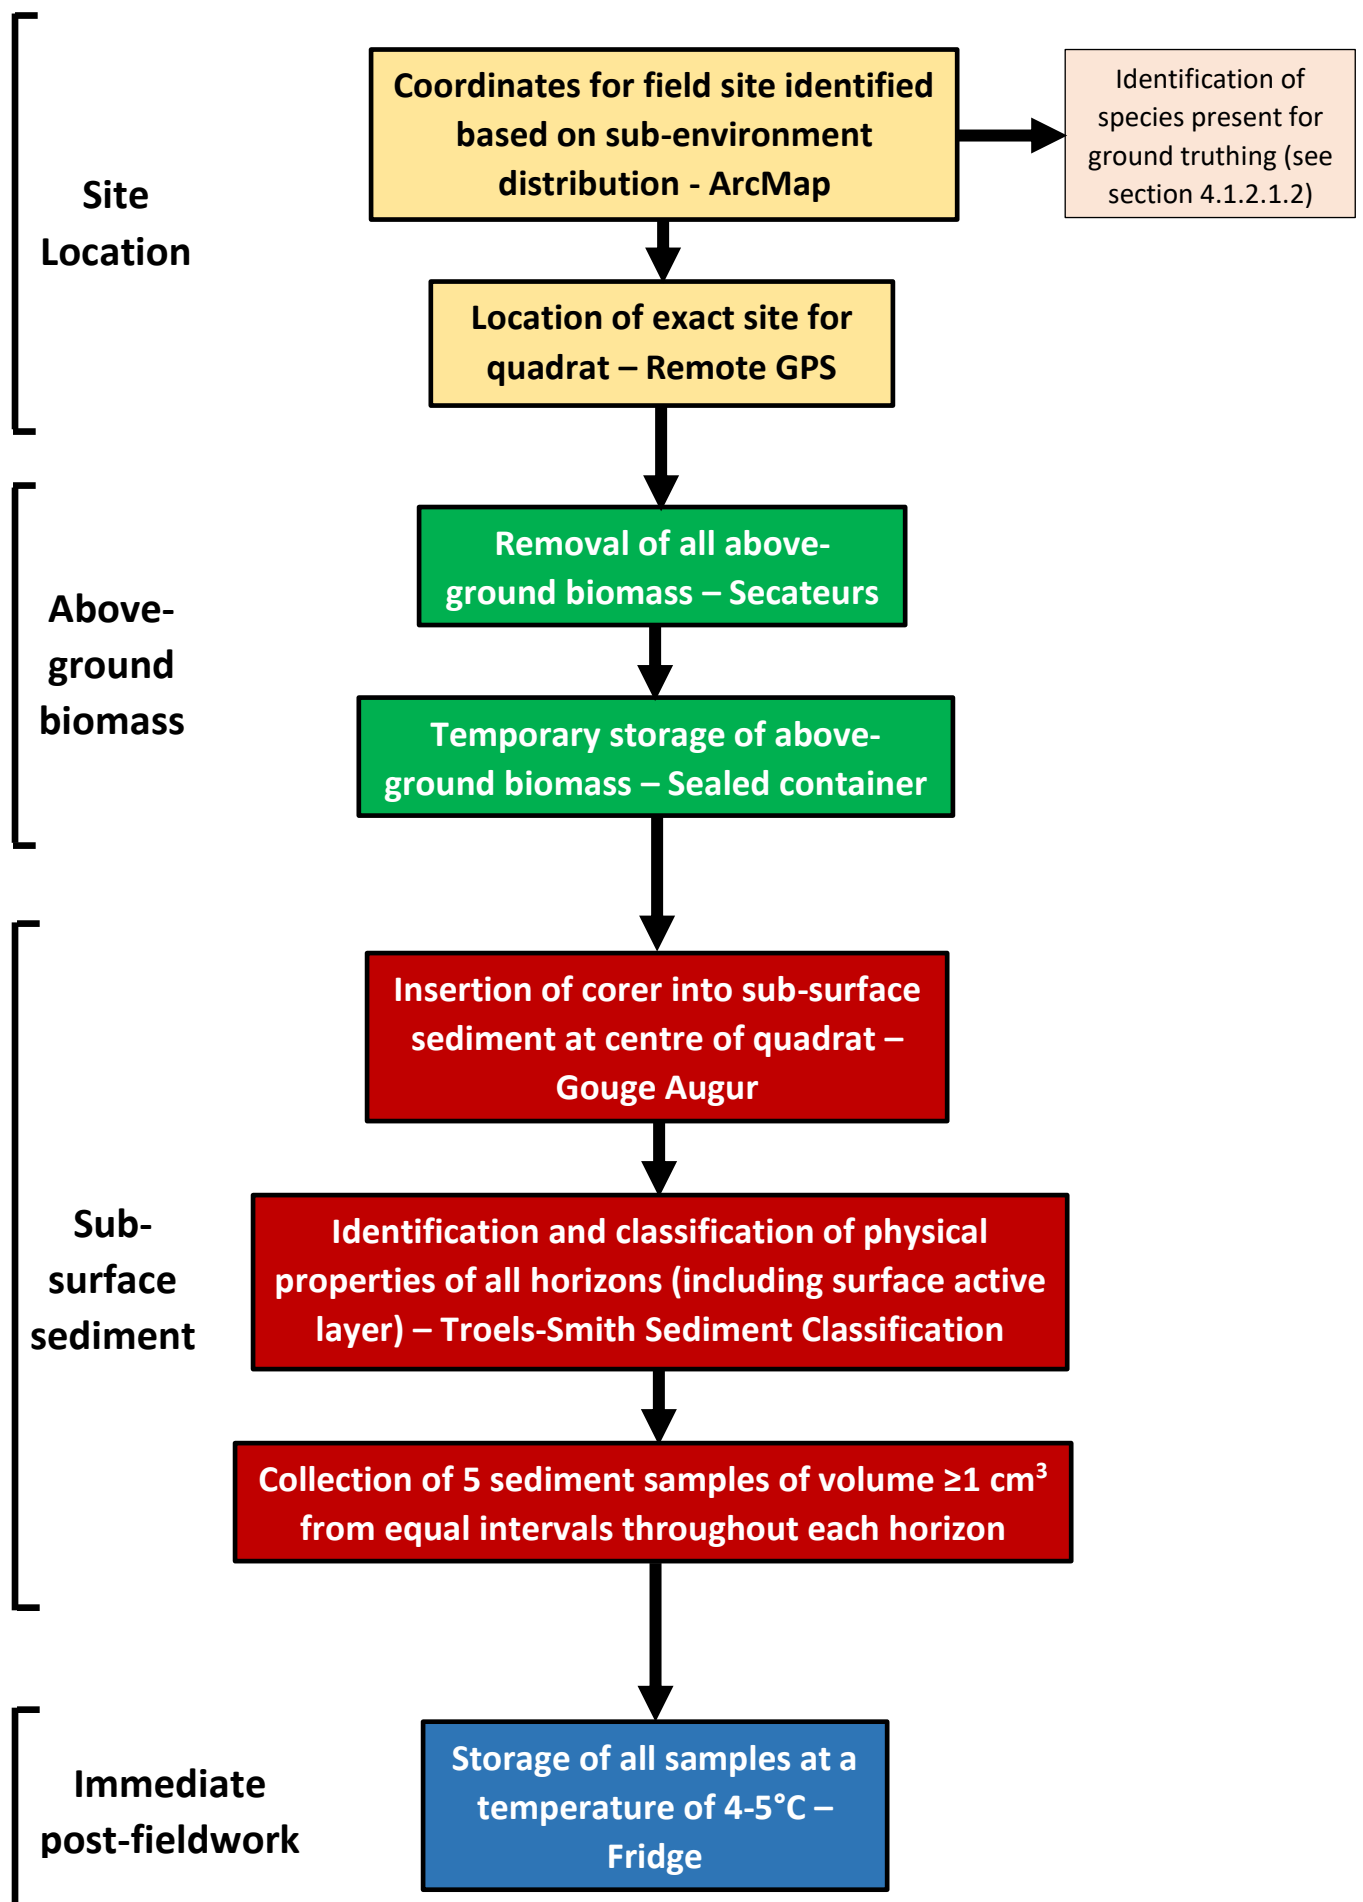 Site
Location
Coordinates for field site identified
based on sub-environment
distribution - ArcMap
Identification of
species present for
ground truthing (see
section 4.1.2.1.2)
Location of exact site for
quadrat – Remote GPS
Above-
ground
biomass
Removal of all above-
ground biomass – Secateurs
Temporary storage of above-
ground biomass – Sealed container
Sub-
surface
sediment
Insertion of corer into sub-surface
sediment at centre of quadrat –
Gouge Augur
Identification and classification of physical
properties of all horizons (including surface active
layer) – Troels-Smith Sediment Classification
Collection of 5 sediment samples of volume ≥1 cm³
from equal intervals throughout each horizon
Immediate
post-fieldwork
Storage of all samples at a
temperature of 4-5°C –
Fridge